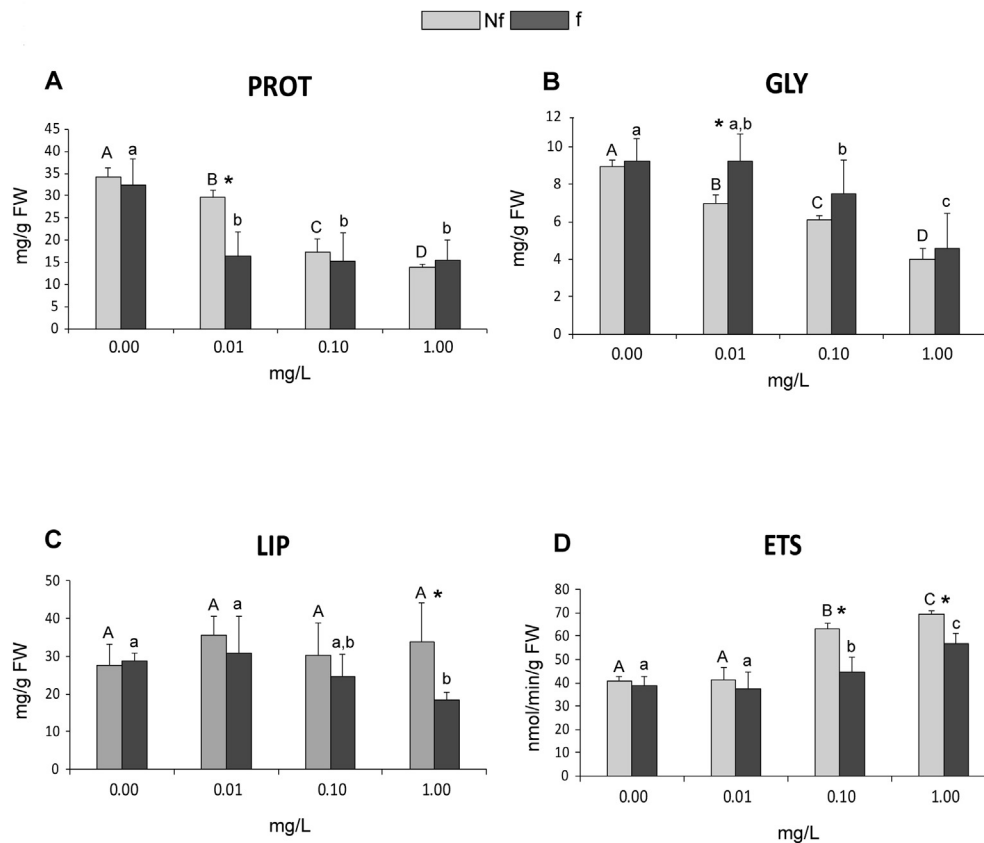 Nf f
A PROT
mg/g FW
45
40
35
30
25
20
15
10
5
0
A a B * b C b D b
0.00 0.01 0.10 1.00
mg/L
B GLY
mg/g FW
12
10
8
6
4
2
0
A a B * a,b C b D c
0.00 0.01 0.10 1.00
mg/L
C LIP
mg/g FW
50
40
30
20
10
0
A a A a A a,b A * b
0.00 0.01 0.10 1.00
mg/L
D ETS
nmol/min/g FW
80
70
60
50
40
30
20
10
0
A a A a B * b C * c
0.00 0.01 0.10 1.00
mg/L